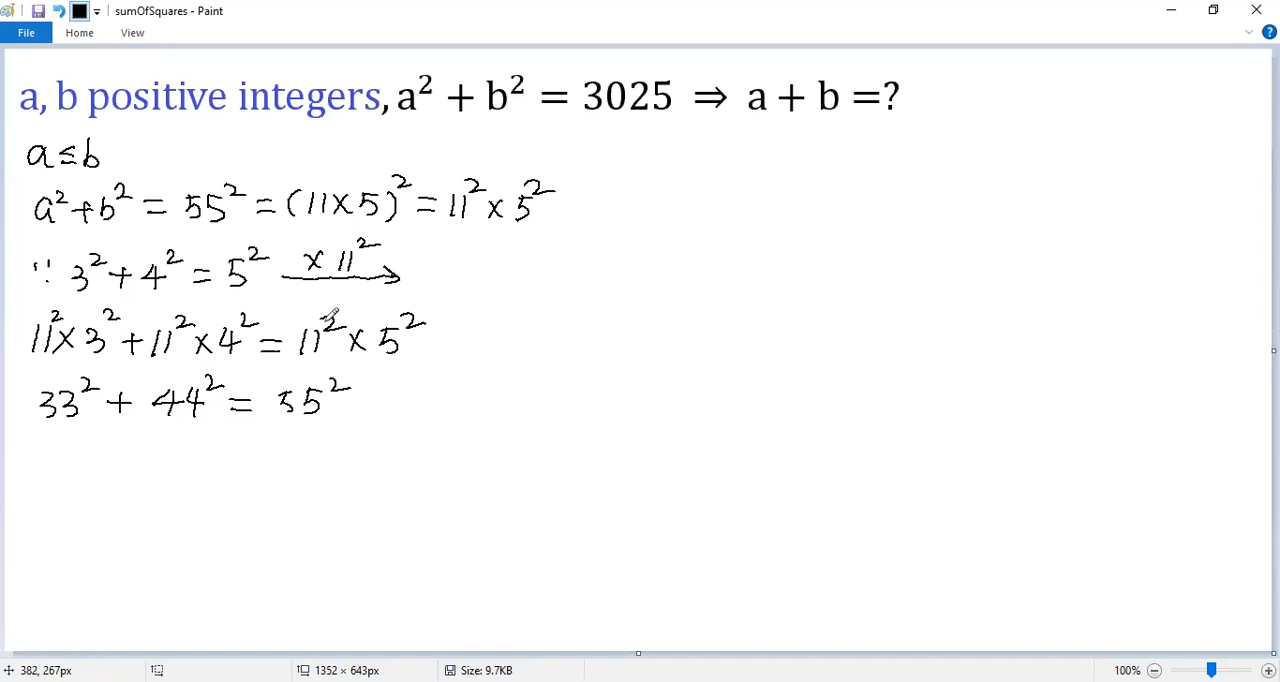 sumOfSquares - Paint
File Home View
a, b positive integers, a² + b² = 3025 ⇒ a + b =?
a ≤ b
a² + b² = 55² = (11 × 5)² = 11² × 5²
∵ 3² + 4² = 5² × 11² →
11² × 3² + 11² × 4² = 11² × 5²
33² + 44² = 55²
382, 267px 1352 × 643px Size: 9.7KB 100%